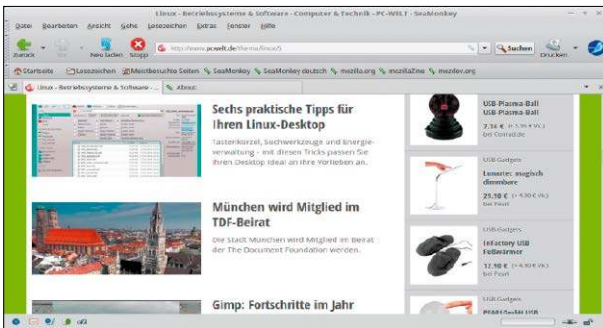 Linux - Betriebssysteme & Software - Computer & Technik - PC-WELT - SeaMonkey
Datei Bearbeiten Ansicht Gehe Lesezeichen Extras Fenster Hilfe
Zurück Neu laden Stopp http://www.pcwelt.de/thema/linux/5 Suchen Drucken
Startseite Lesezeichen Meistbesuchte Seiten SeaMonkey SeaMonkey deutsch mozilla.org mozillaZine mozdev.org
Linux - Betriebssysteme & Software - ... About:
Sechs praktische Tipps für
Ihren Linux-Desktop
Tastenkürzel, Suchwerkzeuge und Energie-
verwaltung - mit diesen Tricks passen Sie
Ihren Desktop ideal an Ihre Vorlieben an.
München wird Mitglied im
TDF-Beirat
Die Stadt München wird Mitglied im Beirat
der The Document Foundation werden.
Gimp: Fortschritte im Jahr
USB-Plasma-Ball
USB Plasma-Ball
bei Conrad.de
USB-Gadgets
Lunartec magisch
dimmbare
bei Pearl
USB-Gadgets
InFactory USB
Fußwärmer
bei Pearl
USB-Gadgets